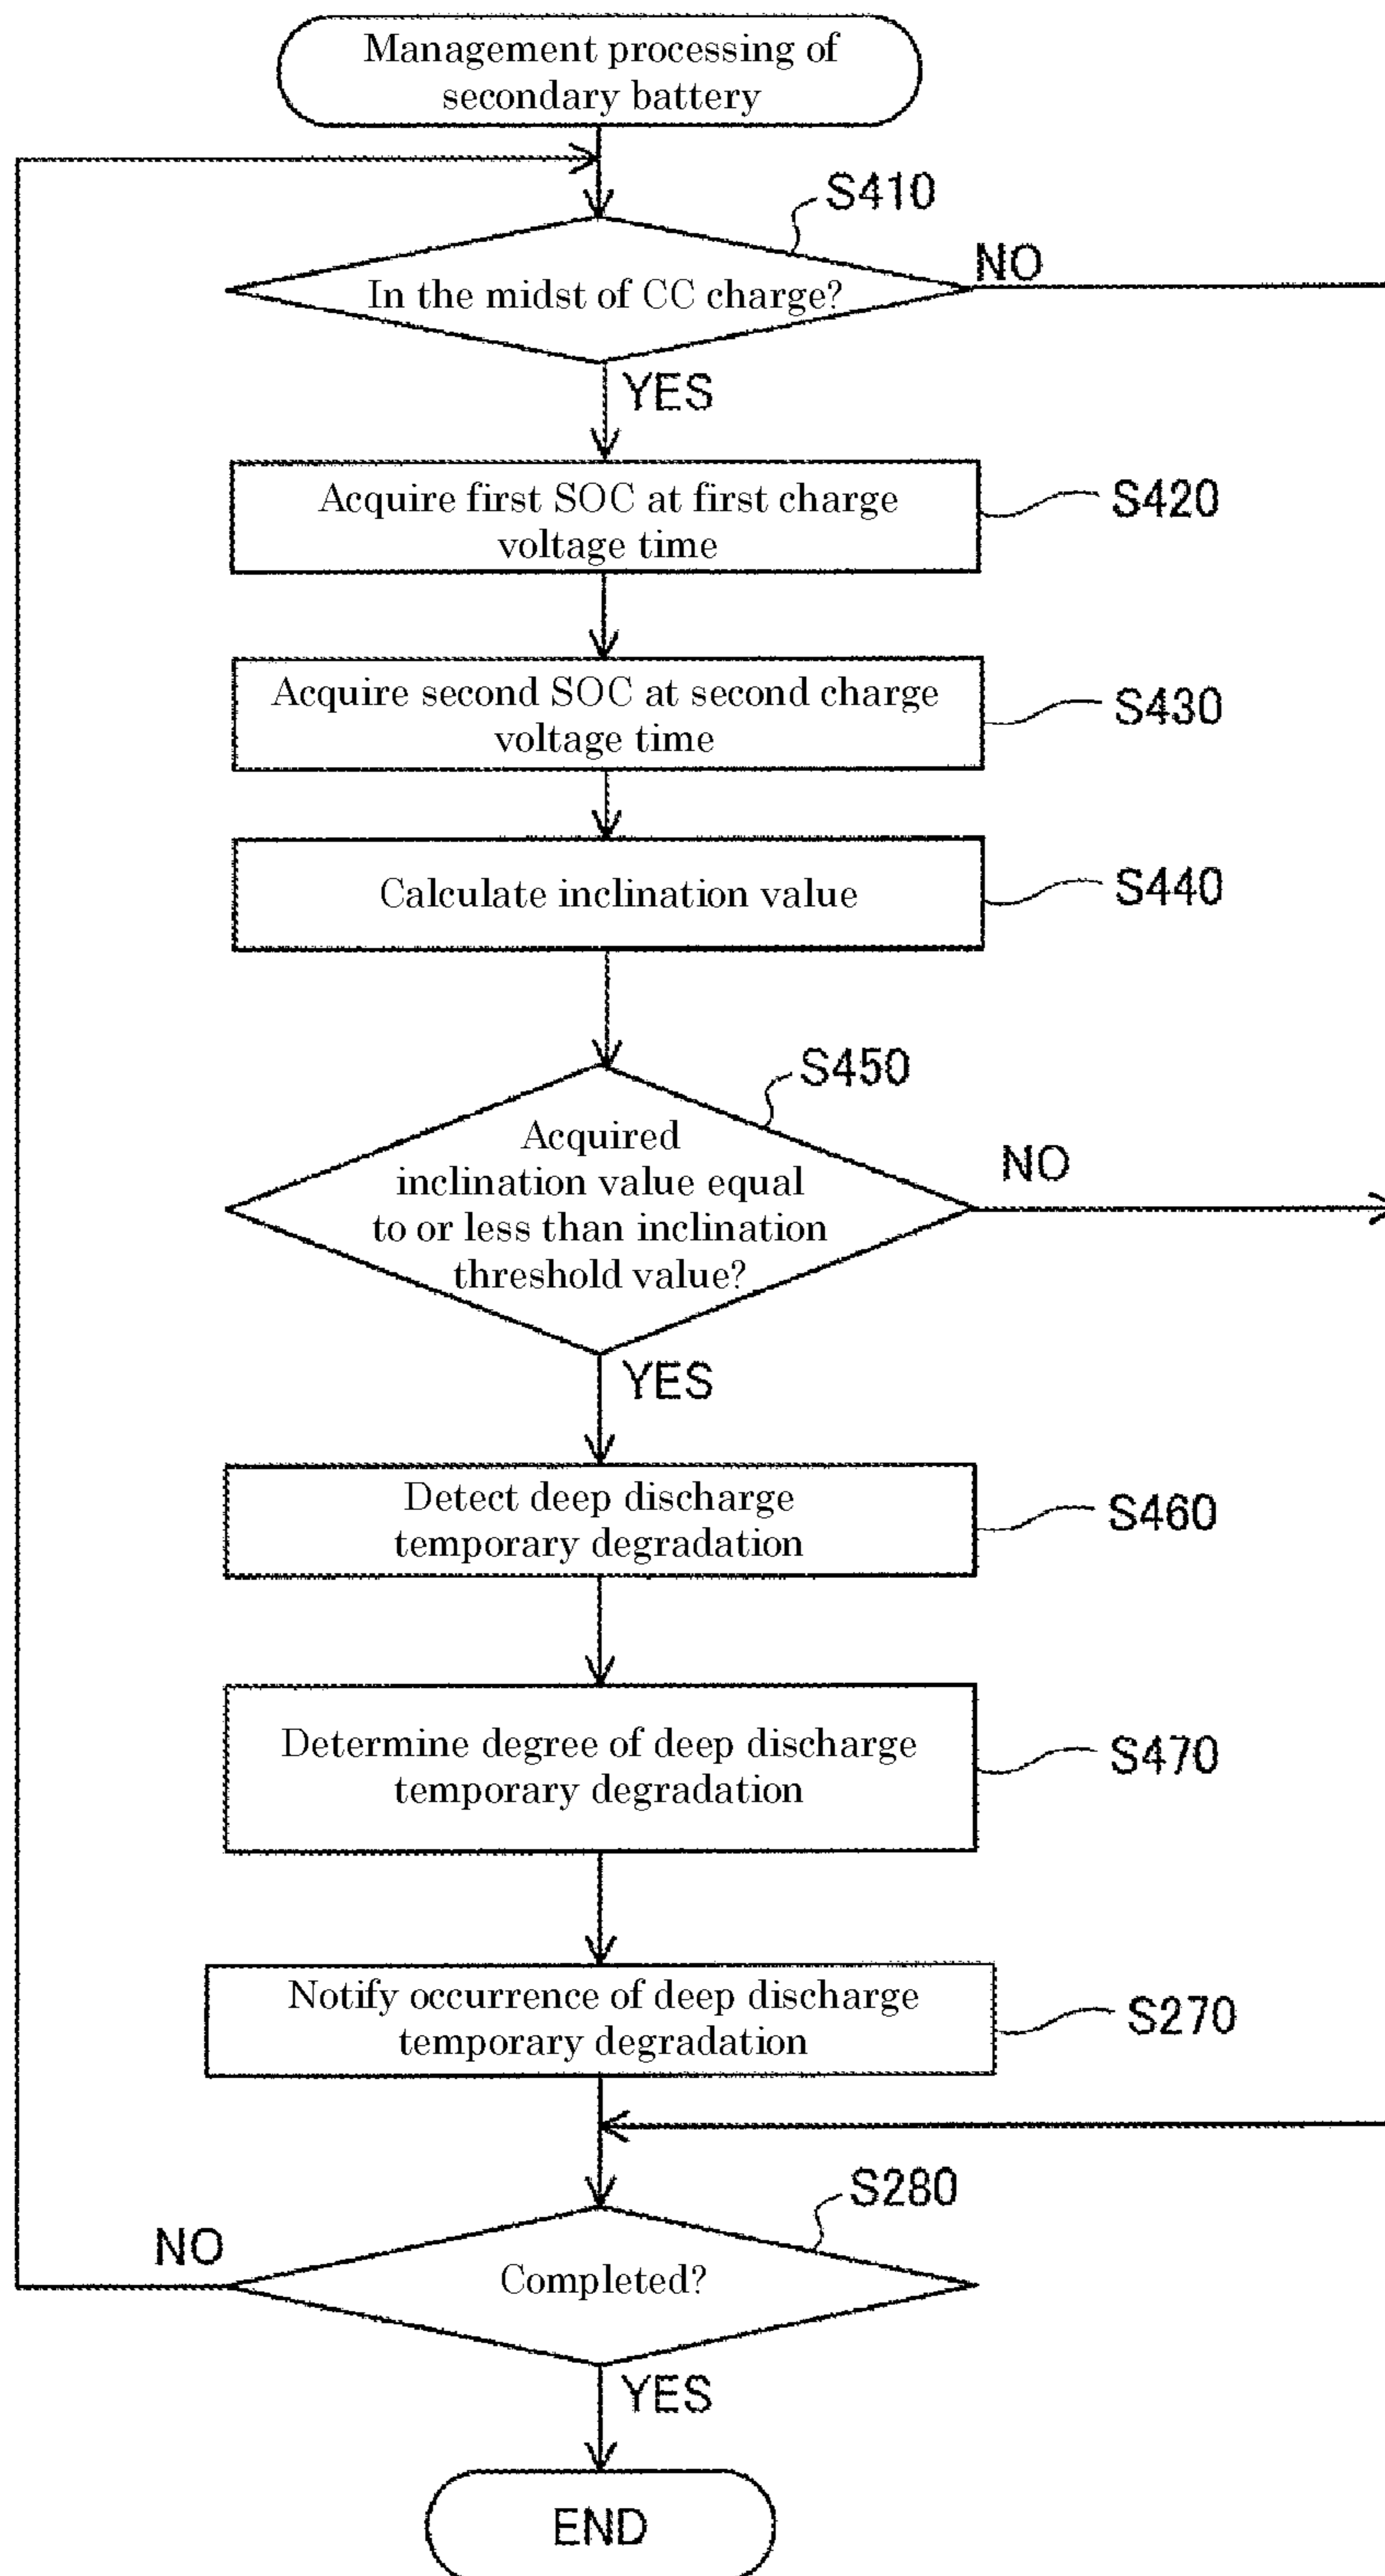 Management processing of
secondary battery
S410
In the midst of CC charge?
NO
YES
Acquire first SOC at first charge
voltage time
S420
Acquire second SOC at second charge
voltage time
S430
Calculate inclination value
S440
S450
Acquired
inclination value equal
to or less than inclination
threshold value?
NO
YES
Detect deep discharge
temporary degradation
S460
Determine degree of deep discharge
temporary degradation
S470
Notify occurrence of deep discharge
temporary degradation
S270
S280
NO
Completed?
YES
END